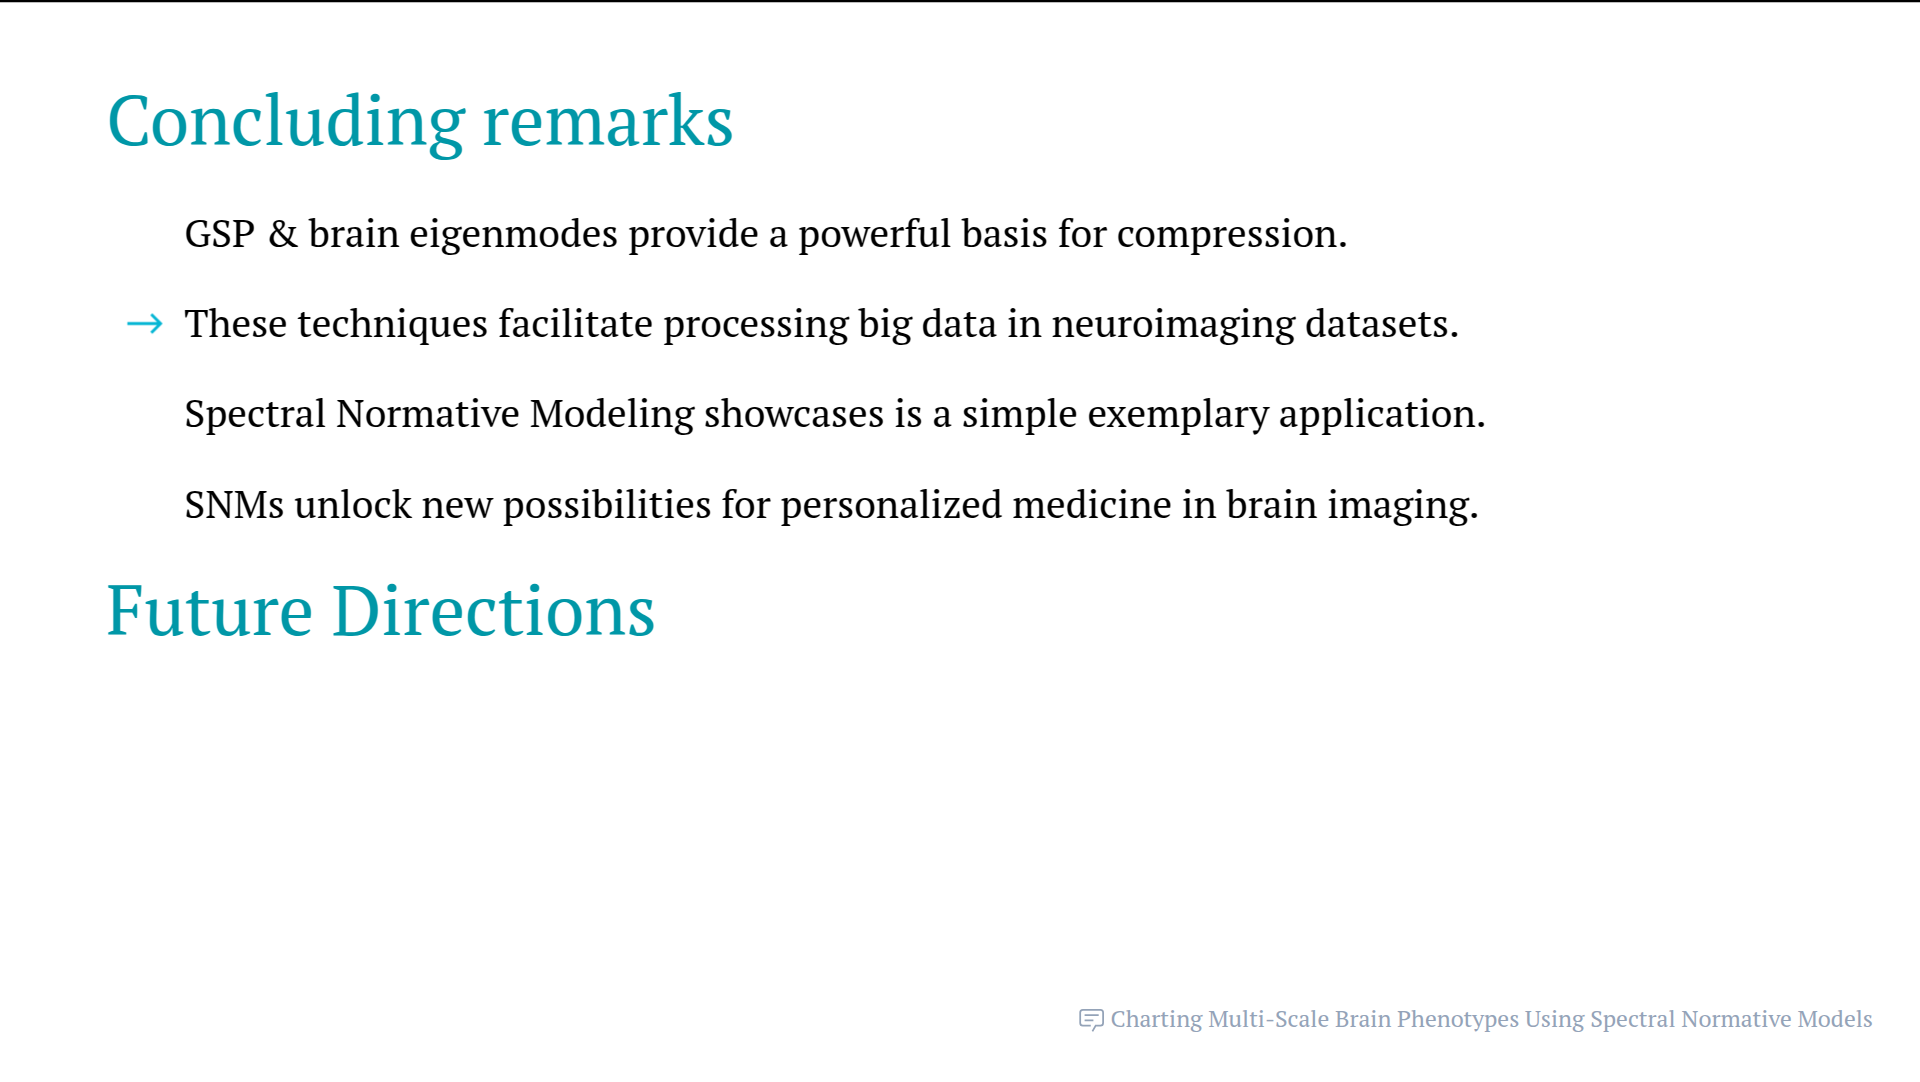 Concluding remarks
GSP & brain eigenmodes provide a powerful basis for compression.
→ These techniques facilitate processing big data in neuroimaging datasets.
Spectral Normative Modeling showcases is a simple exemplary application.
SNMs unlock new possibilities for personalized medicine in brain imaging.
Future Directions
Charting Multi-Scale Brain Phenotypes Using Spectral Normative Models